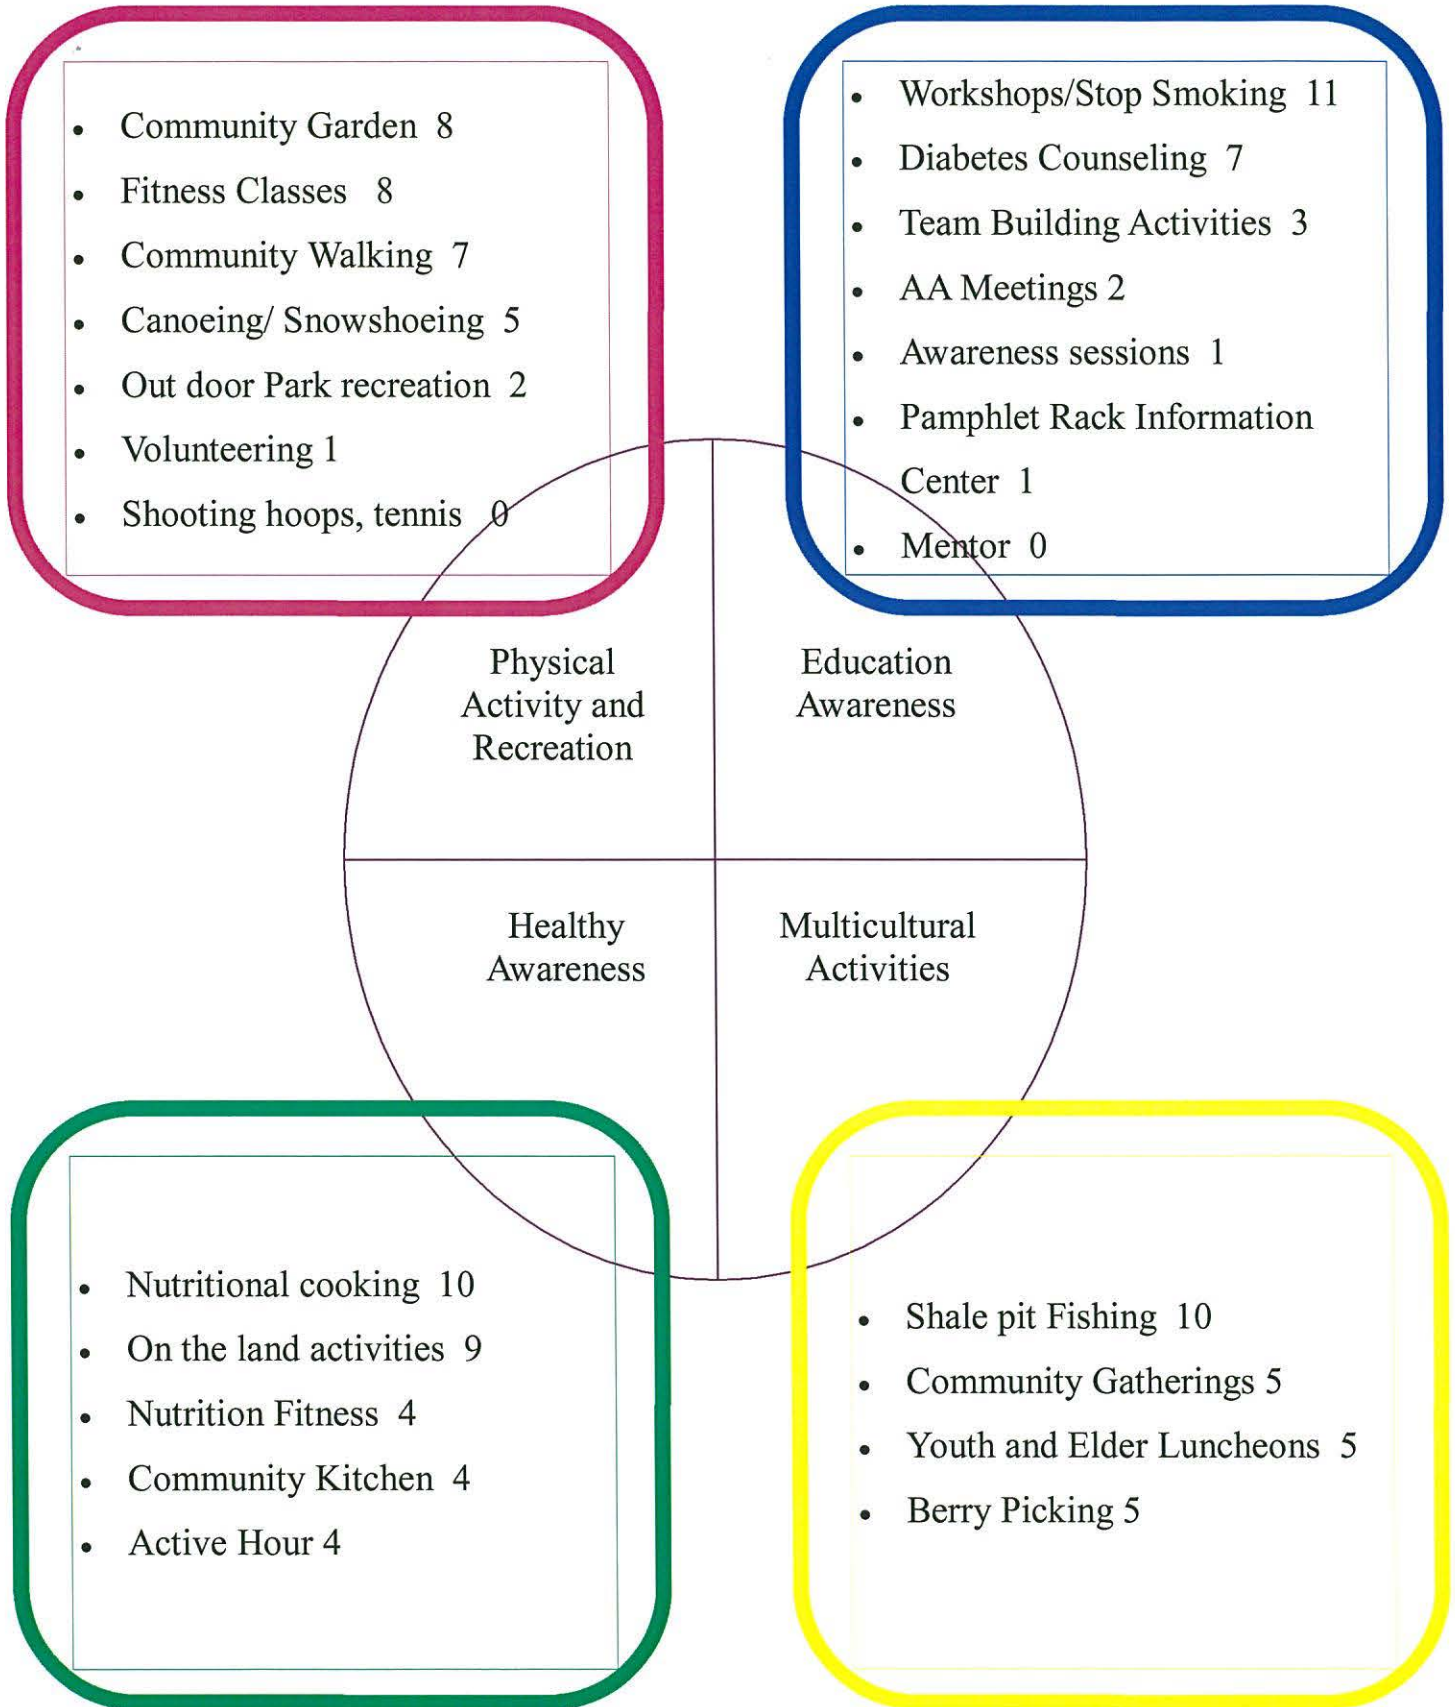 • Community Garden 8
• Fitness Classes 8
• Community Walking 7
• Canoeing/ Snowshoeing 5
• Out door Park recreation 2
• Volunteering 1
• Shooting hoops, tennis 0
• Workshops/Stop Smoking 11
• Diabetes Counseling 7
• Team Building Activities 3
• AA Meetings 2
• Awareness sessions 1
• Pamphlet Rack Information
Center 1
• Mentor 0
Physical
Activity and
Recreation
Education
Awareness
Healthy
Awareness
Multicultural
Activities
• Nutritional cooking 10
• On the land activities 9
• Nutrition Fitness 4
• Community Kitchen 4
• Active Hour 4
• Shale pit Fishing 10
• Community Gatherings 5
• Youth and Elder Luncheons 5
• Berry Picking 5